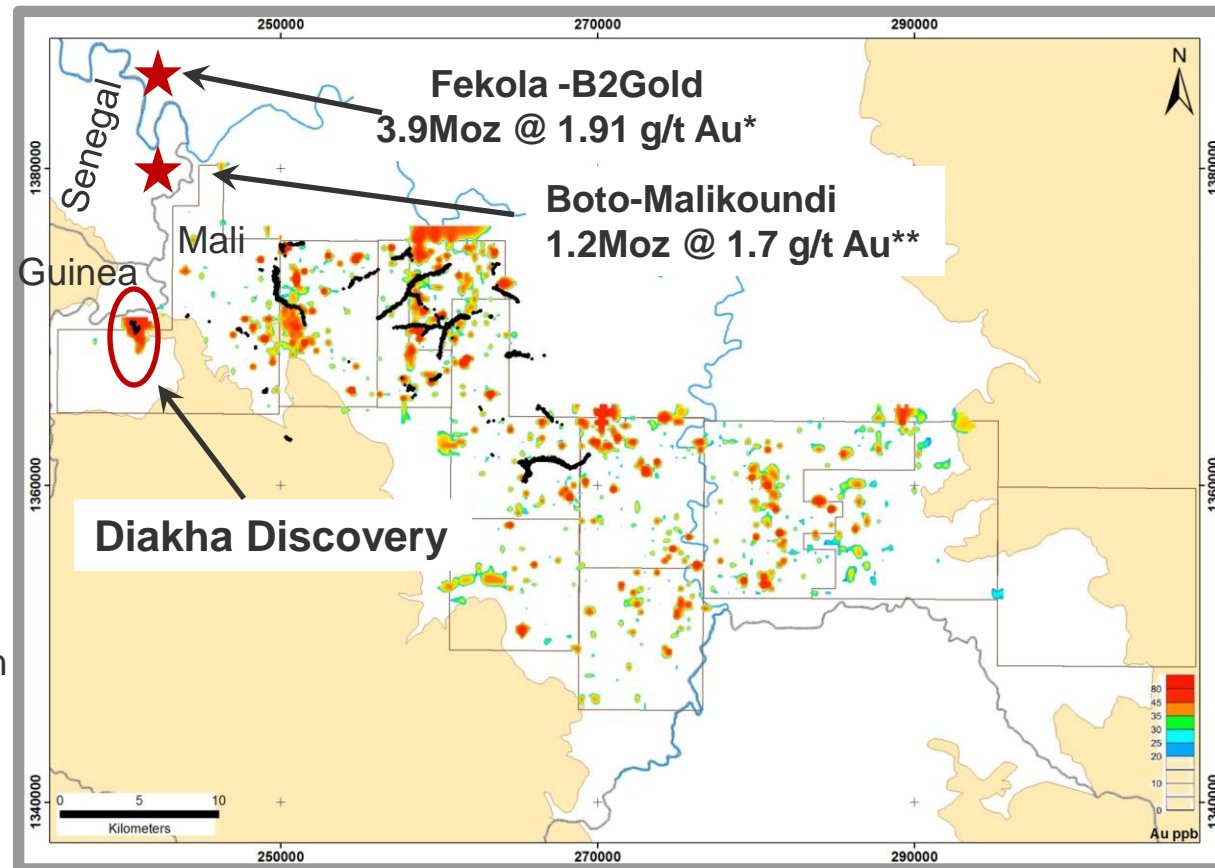 250000
270000
290000
N
Fekola -B2Gold
3.9Moz @ 1.91 g/t Au*
Senegal
1380000
1380000
Boto-Malikoundi
1.2Moz @ 1.7 g/t Au**
Mali
Guinea
1360000
1360000
Diakha Discovery
n
80
45
35
30
25
20
10
0
Au ppb
0 5 10
Kilometers
1340000
1340000
250000
270000
290000